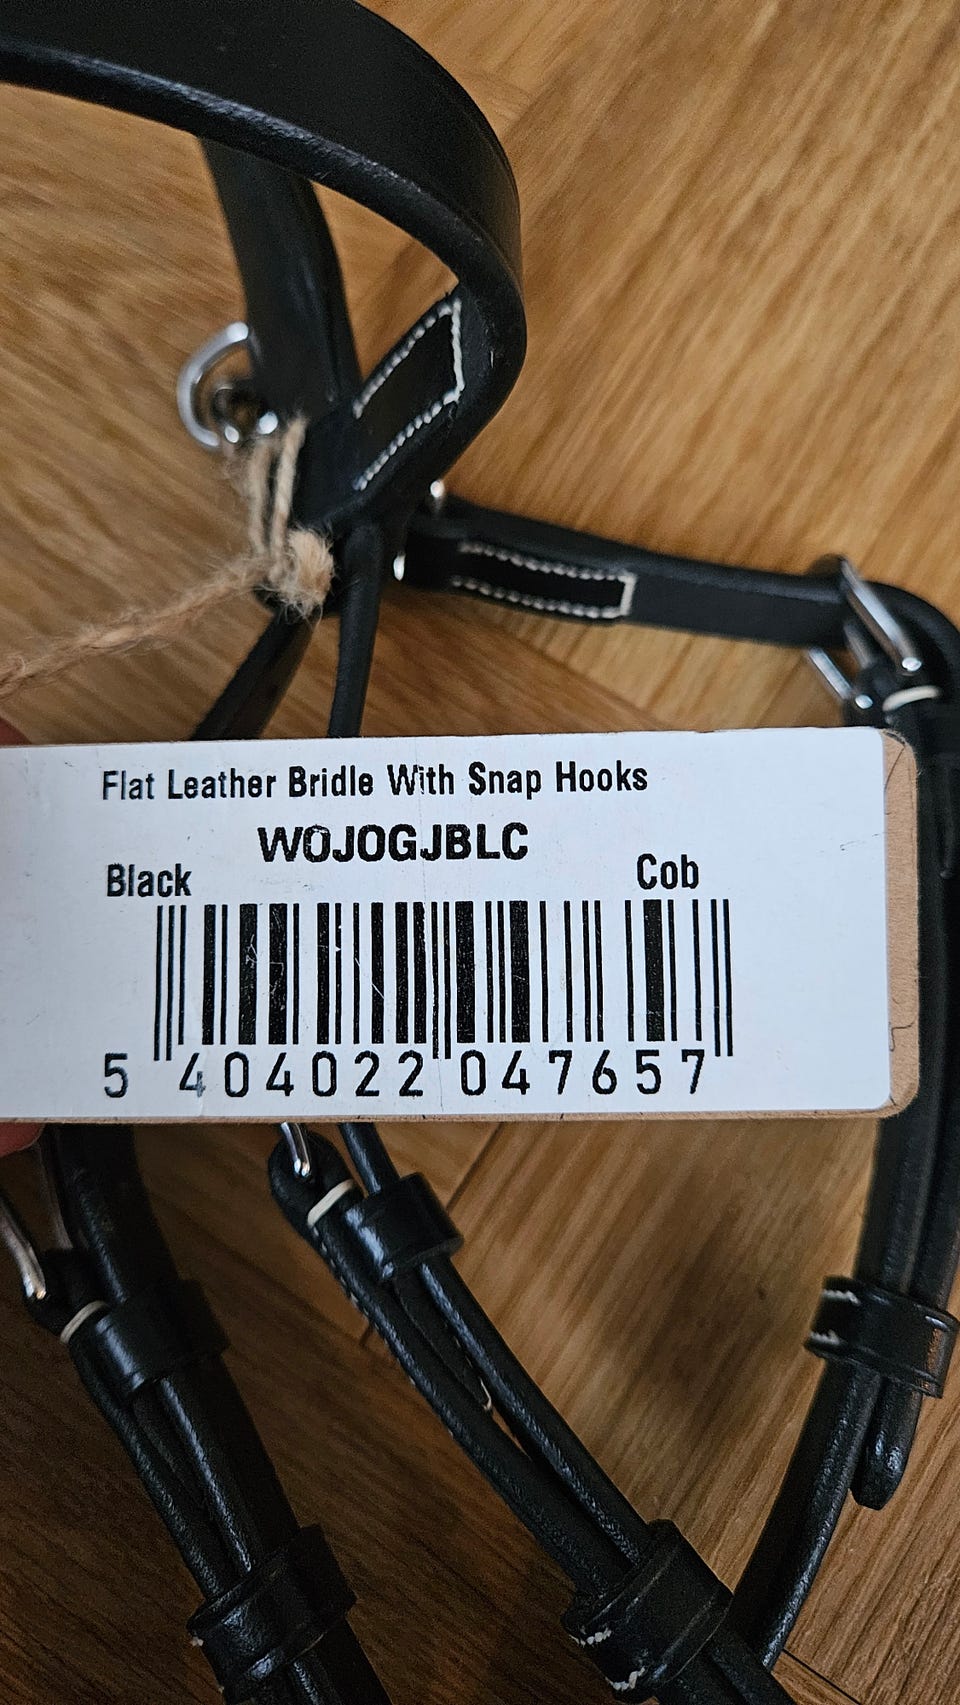 Flat Leather Bridle With Snap Hooks
WOJOGJBLC
Black Cob
5 404022 047657